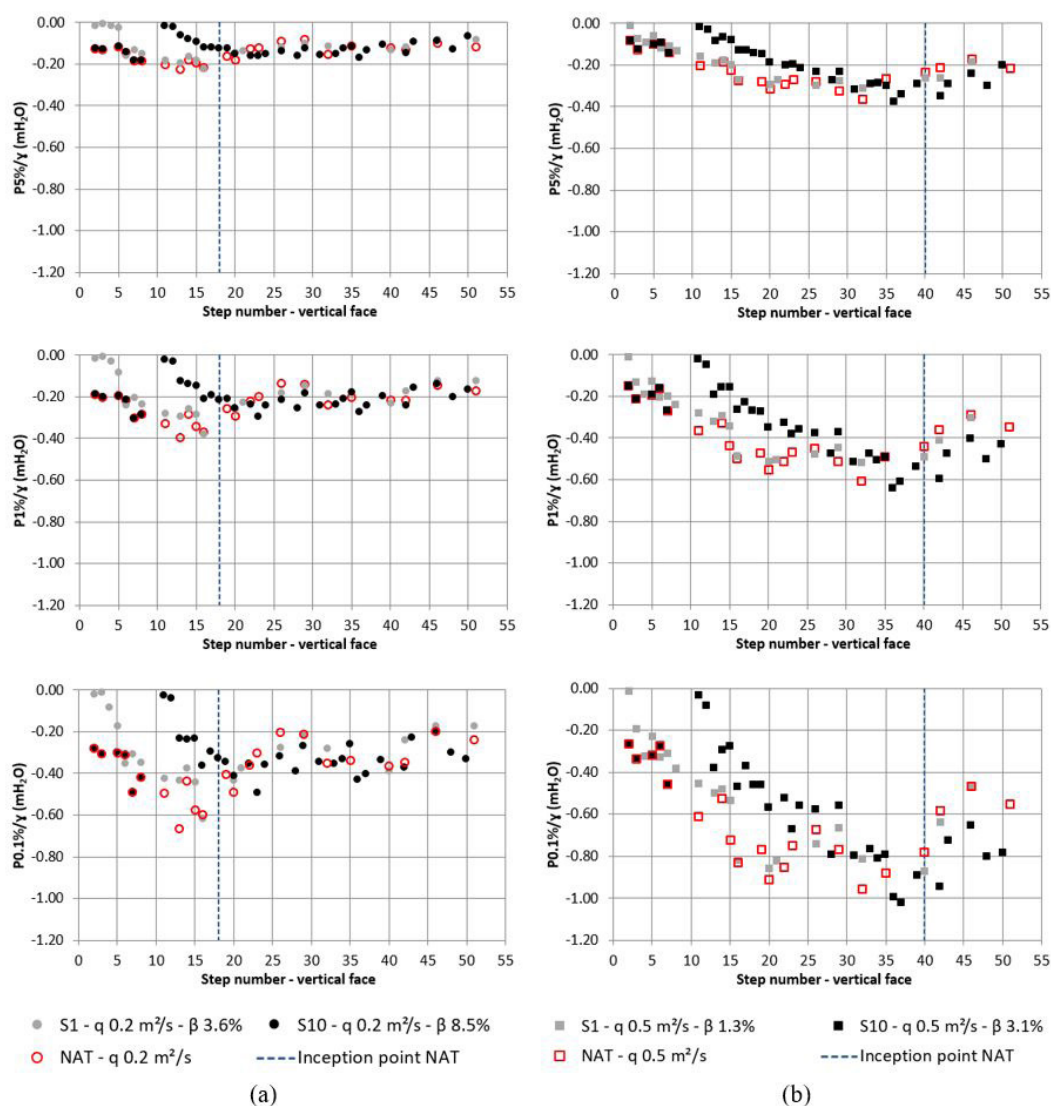 0.00
-0.20
-0.40
-0.60
-0.80
-1.00
-1.20
P5%/γ (mH₂O)
0 5 10 15 20 25 30 35 40 45 50 55
Step number - vertical face
0.00
-0.20
-0.40
-0.60
-0.80
-1.00
-1.20
P5%/γ (mH₂O)
0 5 10 15 20 25 30 35 40 45 50 55
Step number - vertical face
0.00
-0.20
-0.40
-0.60
-0.80
-1.00
-1.20
P1%/γ (mH₂O)
0 5 10 15 20 25 30 35 40 45 50 55
Step number - vertical face
0.00
-0.20
-0.40
-0.60
-0.80
-1.00
-1.20
P1%/γ (mH₂O)
0 5 10 15 20 25 30 35 40 45 50 55
Step number - vertical face
0.00
-0.20
-0.40
-0.60
-0.80
-1.00
-1.20
P0.1%/γ (mH₂O)
0 5 10 15 20 25 30 35 40 45 50 55
Step number - vertical face
0.00
-0.20
-0.40
-0.60
-0.80
-1.00
-1.20
P0.1%/γ (mH₂O)
0 5 10 15 20 25 30 35 40 45 50 55
Step number - vertical face
S1 - q 0.2 m²/s - β 3.6%
S10 - q 0.2 m²/s - β 8.5%
NAT - q 0.2 m²/s
Inception point NAT
(a)
S1 - q 0.5 m²/s - β 1.3%
S10 - q 0.5 m²/s - β 3.1%
NAT - q 0.5 m²/s
Inception point NAT
(b)